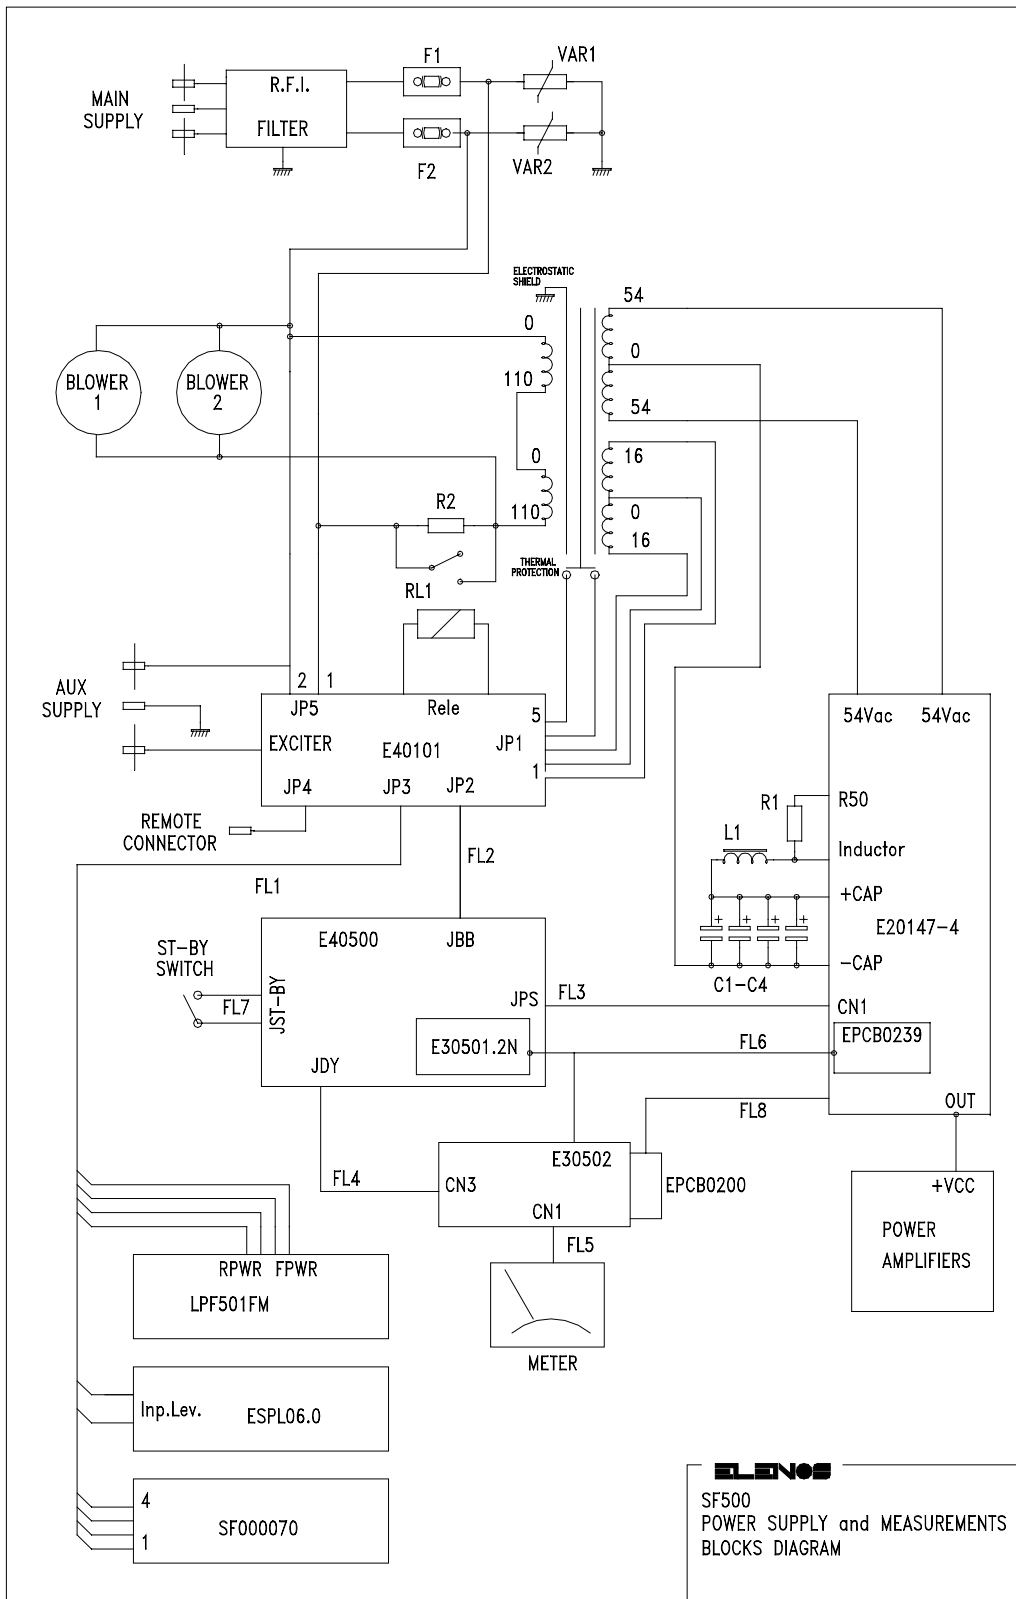 F1
VAR1
R.F.I.
FILTER
MAIN
SUPPLY
F2
VAR2
ELECTROSTATIC
SHIELD
54
0
0
110
54
BLOWER
1
BLOWER
2
0
16
R2
110
0
16
THERMAL
PROTECTION
RL1
AUX
SUPPLY
2 1
JP5
Rele
5
EXCITER
E40101
JP1
1
JP4
JP3
JP2
54Vac
54Vac
REMOTE
CONNECTOR
R1
R50
L1
Inductor
FL2
FL1
+CAP
+ + + +
E20147-4
E40500
JBB
ST-BY
SWITCH
FL7
JST-BY
-CAP
C1-C4
JPS
FL3
CN1
E30501.2N
FL6
EPCB0239
JDY
FL8
OUT
E30502
FL4
CN3
EPCB0200
CN1
+VCC
FL5
POWER
AMPLIFIERS
RPWR FPWR
LPF501FM
METER
Inp.Lev.
ESPL06.0
4
SF000070
1
ELENOS
SF500
POWER SUPPLY and MEASUREMENTS
BLOCKS DIAGRAM